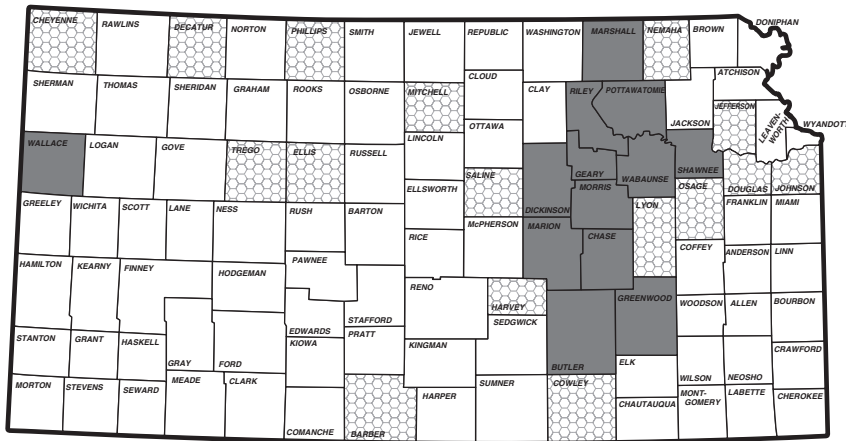 CHEYENNE
RAWLINS
DECATUR
NORTON
PHILLIPS
SMITH
JEWELL
REPUBLIC
WASHINGTON
MARSHALL
NEMAHA
BROWN
DONIPHAN
SHERMAN
THOMAS
SHERIDAN
GRAHAM
ROOKS
OSBORNE
MITCHELL
CLOUD
CLAY
RILEY
POTTAWATOMIE
JACKSON
ATCHISON
JEFFERSON
LEAVEN-
WORTH
WYANDOTT
WALLACE
LOGAN
GOVE
TREGO
ELLIS
RUSSELL
LINCOLN
OTTAWA
SALINE
ELLSWORTH
DICKINSON
GEARY
MORRIS
WABAUNSE
SHAWNEE
OSAGE
DOUGLAS
JOHNSON
GREELEY
WICHITA
SCOTT
LANE
NESS
RUSH
BARTON
RICE
McPHERSON
MARION
CHASE
LYON
COFFEY
FRANKLIN
MIAMI
ANDERSON
LINN
HAMILTON
KEARNY
FINNEY
HODGEMAN
PAWNEE
STAFFORD
EDWARDS
RENO
HARVEY
SEDGWICK
BUTLER
GREENWOOD
WOODSON
ALLEN
BOURBON
STANTON
GRANT
HASKELL
GRAY
FORD
KIOWA
PRATT
KINGMAN
ELK
WILSON
NEOSHO
CRAWFORD
MORTON
STEVENS
SEWARD
MEADE
CLARK
COMANCHE
BARBER
HARPER
SUMNER
COWLEY
CHAUTAUQUA
MONT-
GOMERY
LABETTE
CHEROKEE